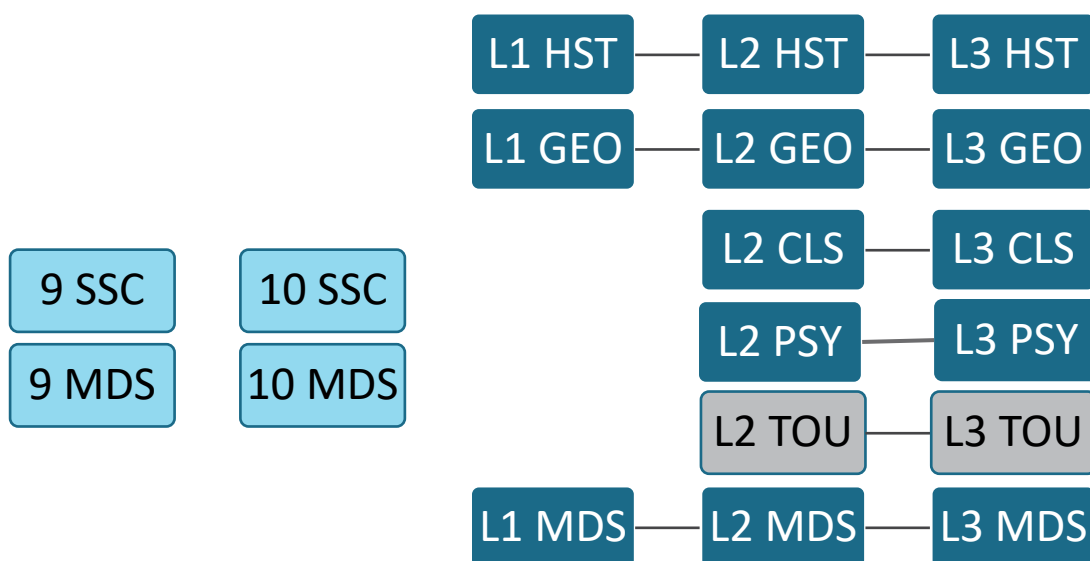 L1 HST L2 HST L3 HST
L1 GEO L2 GEO L3 GEO
L2 CLS L3 CLS
9 SSC 10 SSC
L2 PSY L3 PSY
9 MDS 10 MDS
L2 TOU L3 TOU
L1 MDS L2 MDS L3 MDS